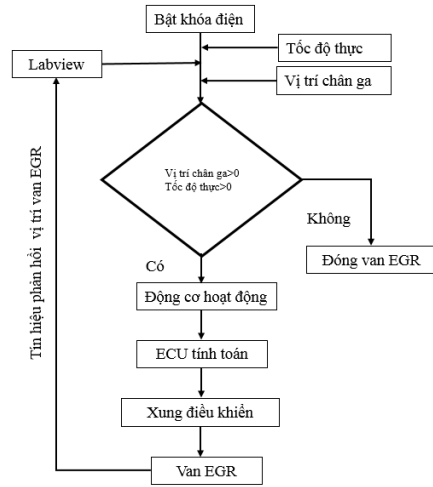 Bật khóa điện
Tốc độ thực
Labview
Vị trí chân ga
Vị trí chân ga>0
Tốc độ thực>0
Không
Đóng van EGR
Có
Động cơ hoạt động
ECU tính toán
Xung điều khiển
Van EGR
Tin hiệu phản hồi vị trí van EGR